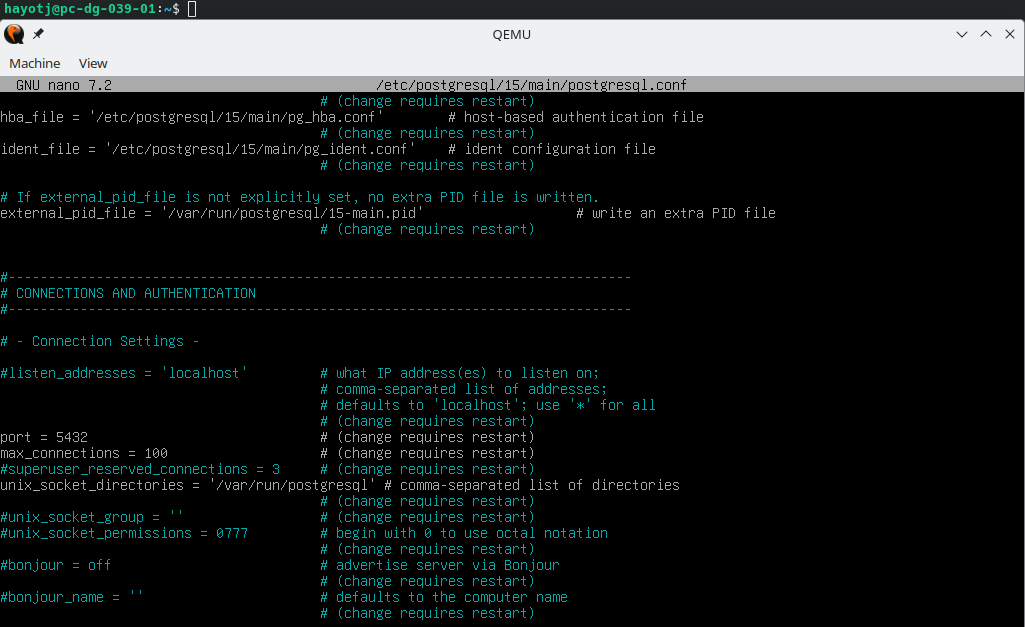 hayotj@pc-dg-039-01:~$
QEMU
Machine View
GNU nano 7.2 /etc/postgresql/15/main/postgresql.conf
# (change requires restart)
hba_file = '/etc/postgresql/15/main/pg_hba.conf' # host-based authentication file
# (change requires restart)
ident_file = '/etc/postgresql/15/main/pg_ident.conf' # ident configuration file
# (change requires restart)
# If external_pid_file is not explicitly set, no extra PID file is written.
external_pid_file = '/var/run/postgresql/15-main.pid' # write an extra PID file
# (change requires restart)
#------------------------------------------------------------------------------
# CONNECTIONS AND AUTHENTICATION
#------------------------------------------------------------------------------
# - Connection Settings -
#listen_addresses = 'localhost' # what IP address(es) to listen on;
# comma-separated list of addresses;
# defaults to 'localhost'; use '*' for all
# (change requires restart)
port = 5432 # (change requires restart)
max_connections = 100 # (change requires restart)
#superuser_reserved_connections = 3 # (change requires restart)
unix_socket_directories = '/var/run/postgresql' # comma-separated list of directories
# (change requires restart)
#unix_socket_group = '' # (change requires restart)
#unix_socket_permissions = 0777 # begin with 0 to use octal notation
# (change requires restart)
#bonjour = off # advertise server via Bonjour
# (change requires restart)
#bonjour_name = '' # defaults to the computer name
# (change requires restart)